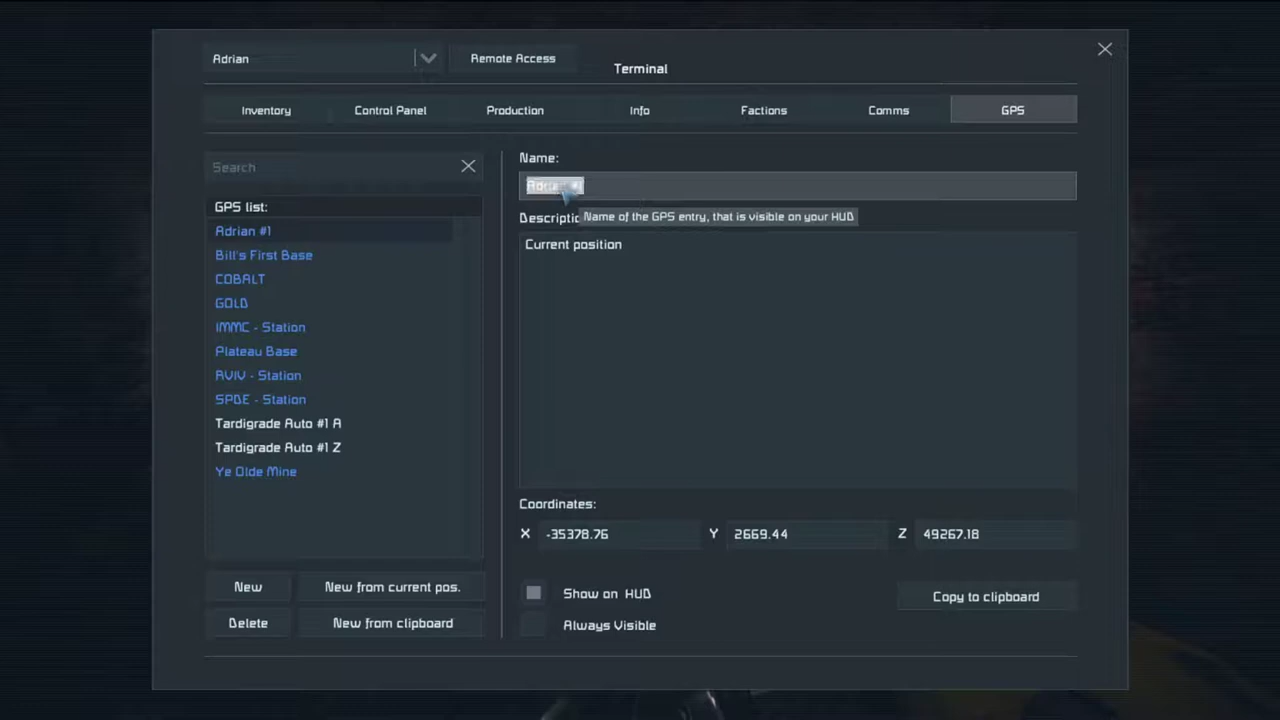 Adrian
Remote Access
Terminal
Inventory
Control Panel
Production
Info
Factions
Comms
GPS
Search
GPS list:
Adrian #1
Bill's First Base
COBALT
GOLD
IMMC - Station
Plateau Base
RVIV - Station
SPDE - Station
Tardigrade Auto #1 A
Tardigrade Auto #1 Z
Ye Olde Mine
New
New from current pos.
Delete
New from clipboard
Name:
Adrian #1
Name of the GPS entry, that is visible on your HUD
Descriptio
Current position
Coordinates:
X -35378.76 Y 2669.44 Z 49267.18
Show on HUD
Always Visible
Copy to clipboard